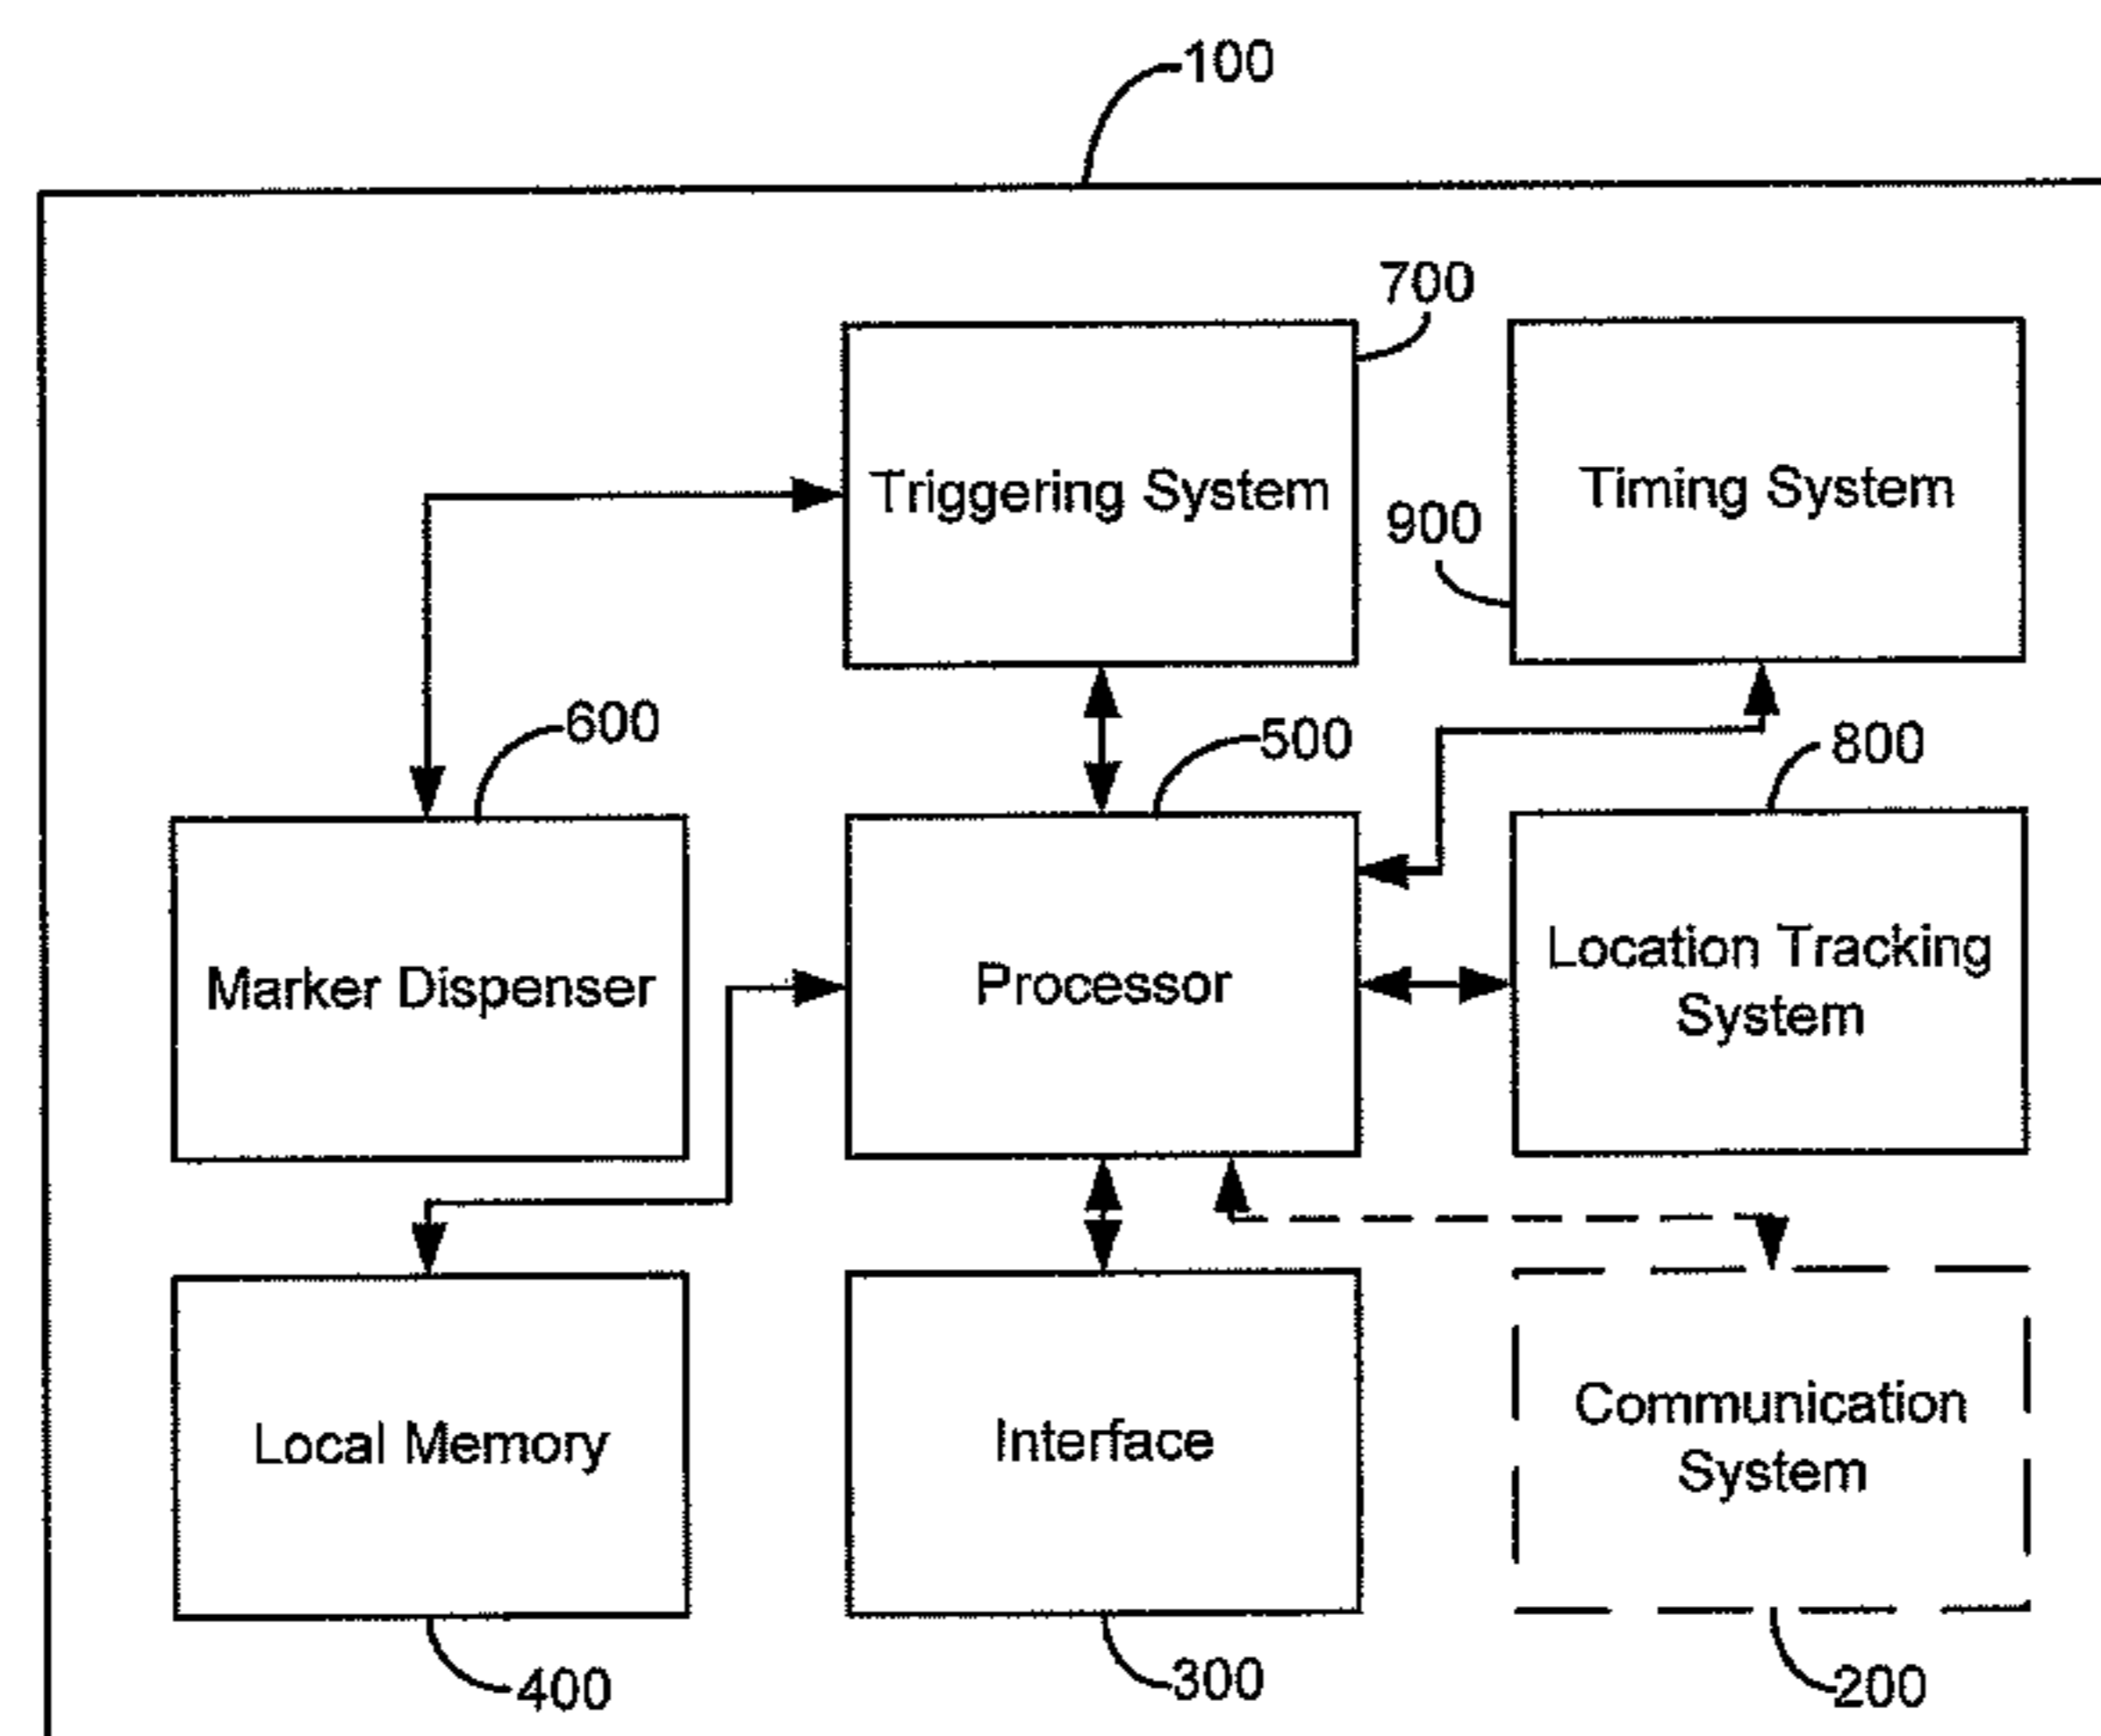 100
700
Triggering System
Timing System
900
600
500
800
Marker Dispenser
Processor
Location Tracking
System
Local Memory
Interface
Communication
System
400
300
200